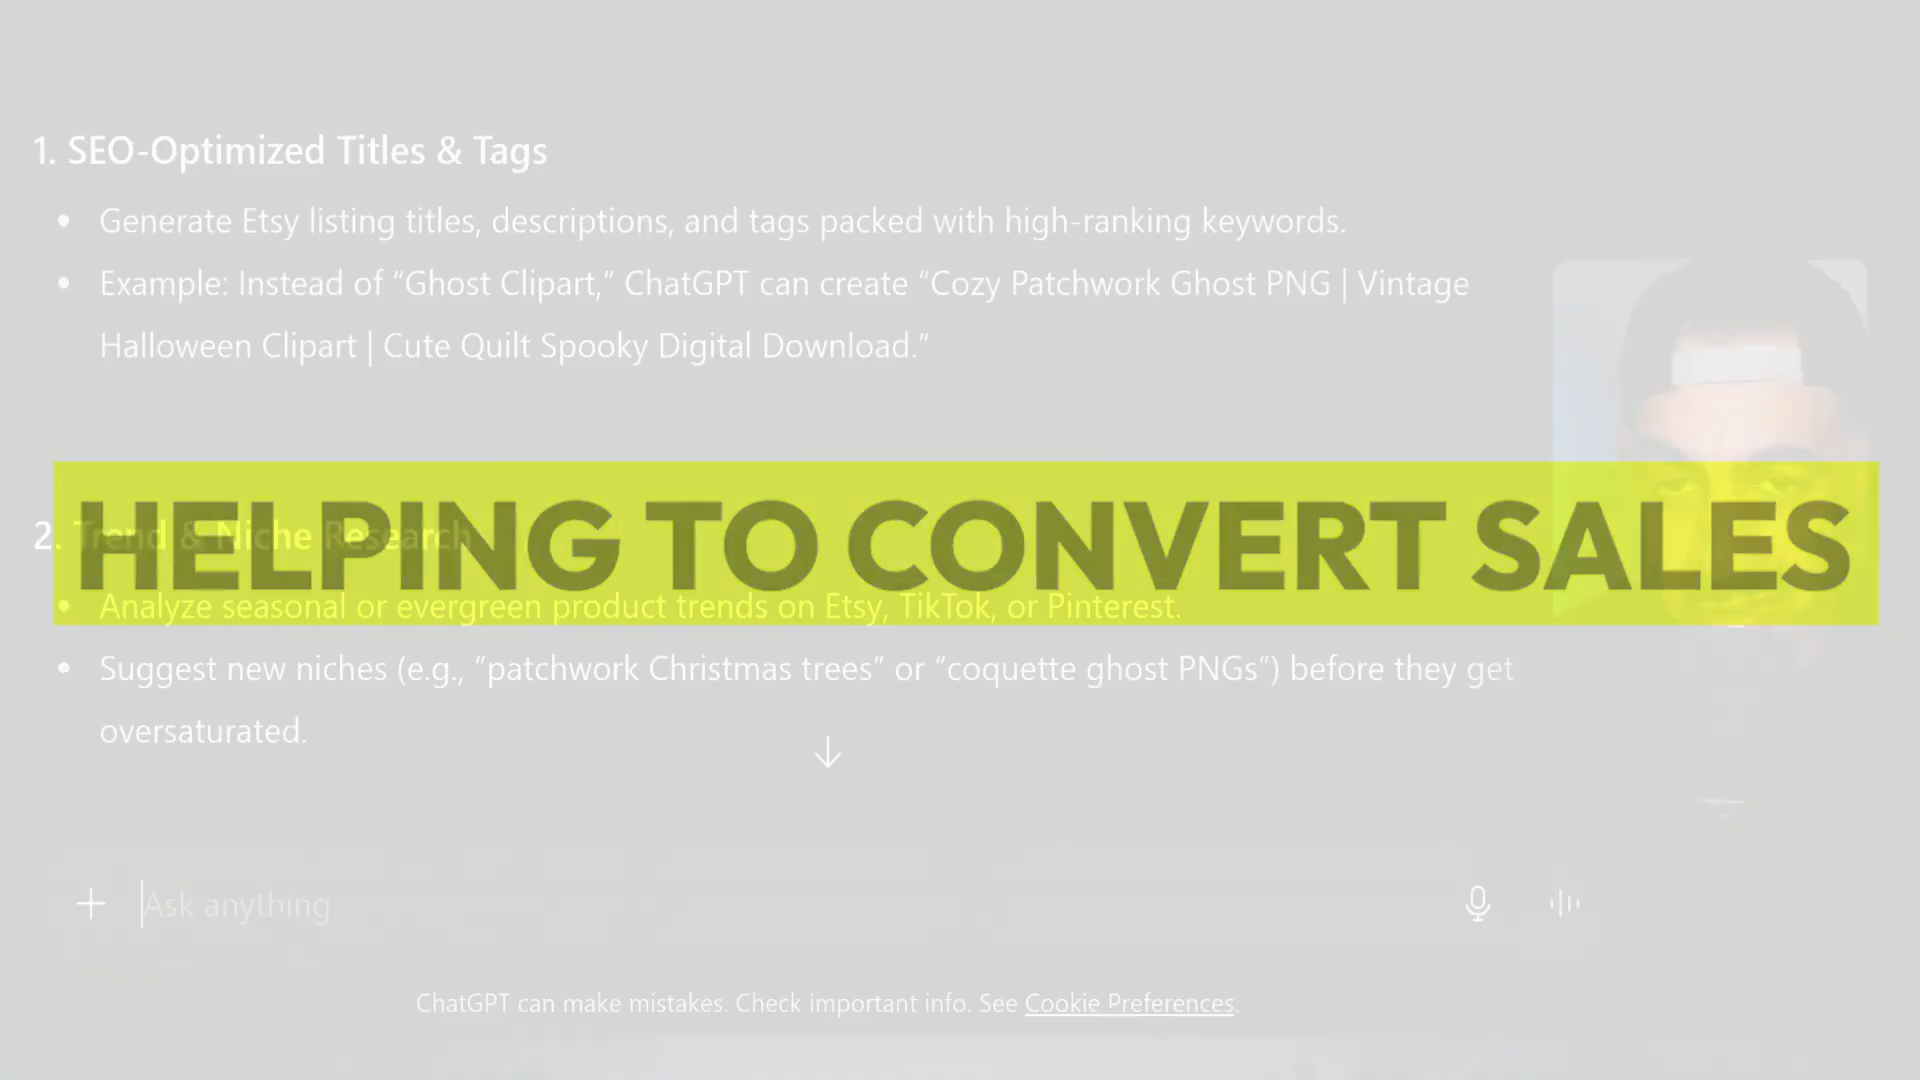 1. SEO-Optimized Titles & Tags
• Generate Etsy listing titles, descriptions, and tags packed with high-ranking keywords.
• Example: Instead of “Ghost Clipart,” ChatGPT can create “Cozy Patchwork Ghost PNG | Vintage
Halloween Clipart | Cute Quilt Spooky Digital Download.”
HELPING TO CONVERT SALES
2. Trend & Niche Research
• Analyze seasonal or evergreen product trends on Etsy, TikTok, or Pinterest.
• Suggest new niches (e.g., “patchwork Christmas trees” or “coquette ghost PNGs”) before they get
oversaturated.
Ask anything
ChatGPT can make mistakes. Check important info. See Cookie Preferences.